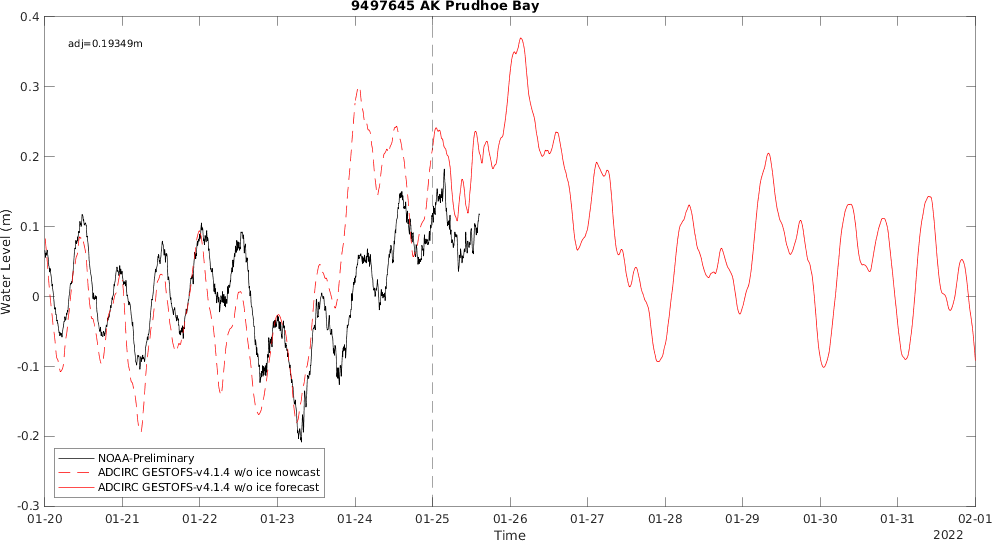 9497645 AK Prudhoe Bay
adj=0.19349m
0.4
0.3
0.2
0.1
0
-0.1
-0.2
-0.3
Water Level (m)
NOAA-Preliminary
ADCIRC GESTOFS-v4.1.4 w/o ice nowcast
ADCIRC GESTOFS-v4.1.4 w/o ice forecast
01-20 01-21 01-22 01-23 01-24 01-25 01-26 01-27 01-28 01-29 01-30 01-31 02-01
Time
2022